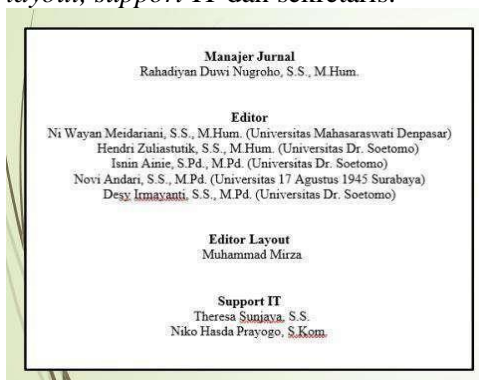 layout, support IT dan sekretaris.
Manajer Jurnal
Rahadiyan Duwi Nugroho, S.S., M.Hum.
Editor
Ni Wayan Meidariani, S.S., M.Hum. (Universitas Mahasaraswati Denpasar)
Hendri Zuliastutik, S.S., M.Hum. (Universitas Dr. Soetomo)
Isnin Ainie, S.Pd., M.Pd. (Universitas Dr. Soetomo)
Novi Andari, S.S., M.Pd. (Universitas 17 Agustus 1945 Surabaya)
Desy Irmayanti, S.S., M.Pd. (Universitas Dr. Soetomo)
Editor Layout
Muhammad Mirza
Support IT
Theresa Sunjaya, S.S.
Niko Hasda Prayogo, S.Kom.